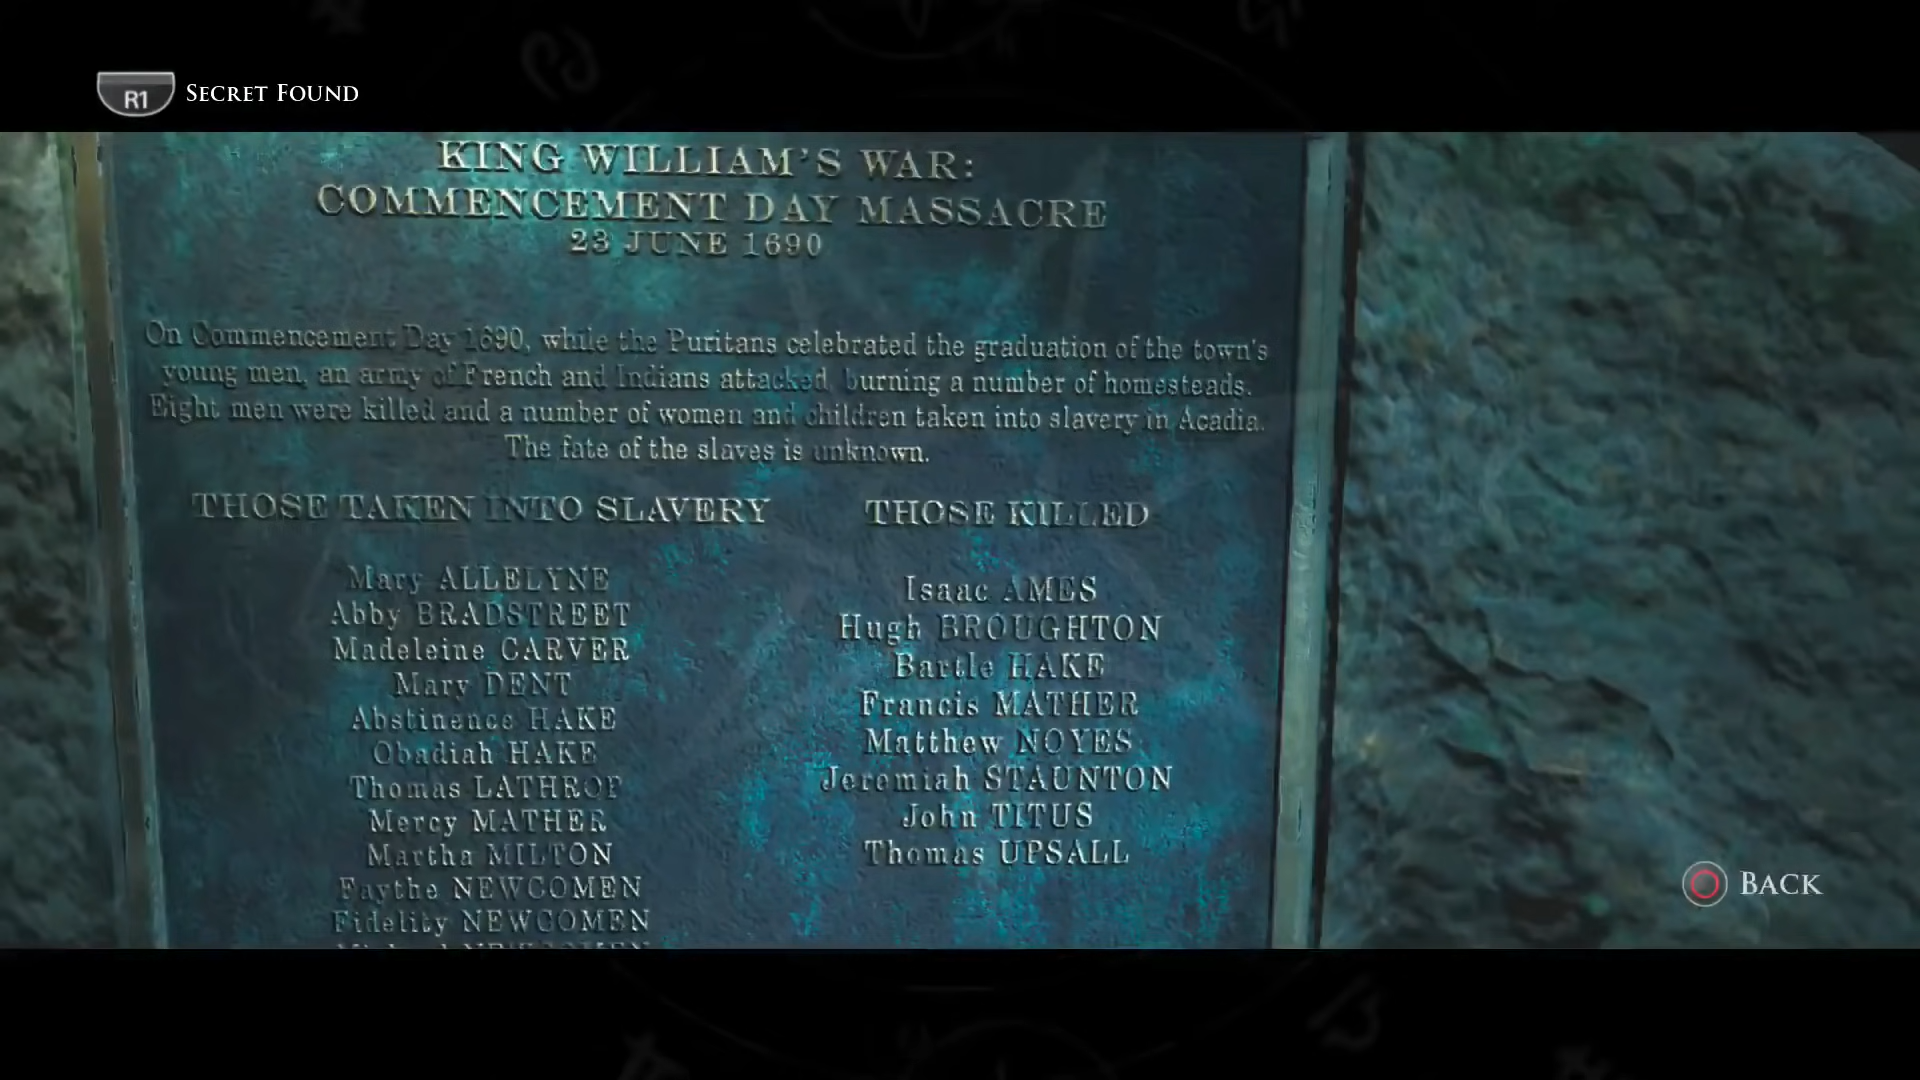 R1 SECRET FOUND
KING WILLIAM'S WAR:
COMMENCEMENT DAY MASSACRE
23 JUNE 1690
On Commencement Day 1690, while the Puritans celebrated the graduation of the town's
young men, an army of French and Indians attacked, burning a number of homesteads.
Eight men were killed and a number of women and children taken into slavery in Acadia.
The fate of the slaves is unknown.
THOSE TAKEN INTO SLAVERY
Mary ALLELYNE
Abby BRADSTREET
Madeleine CARVER
Mary DENT
Abstinence HAKE
Obadiah HAKE
Thomas LATHROP
Mercy MATHER
Martha MILTON
Faythe NEWCOMEN
Fidelity NEWCOMEN
NEWCOMEN
THOSE KILLED
Isaac AMES
Hugh BROUGHTON
Bartle HAKE
Francis MATHER
Matthew NOYES
Jeremiah STAUNTON
John TITUS
Thomas UPSALL
BACK